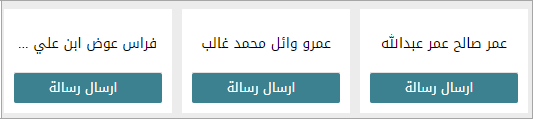 عمر صالح عمر عبدالله
عمرو وائل محمد غالب
فراس عوض ابن علي ...
ارسال رسالة
ارسال رسالة
ارسال رسالة